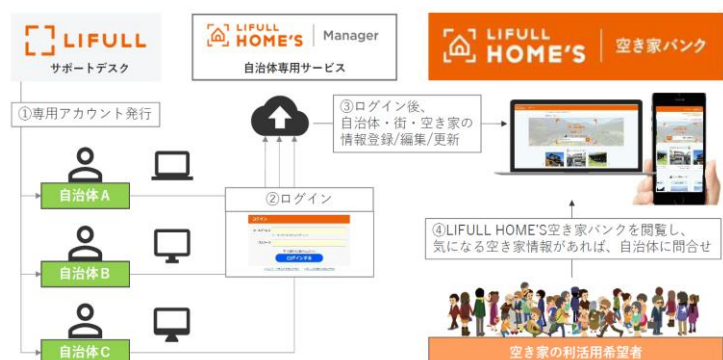 LIFULL
サポートデスク
LIFULL
HOME'S
Manager
自治体専用サービス
LIFULL
HOME'S
空き家バンク
①専用アカウント発行
③ログイン後、
自治体・街・空き家の
情報登録/編集/更新
自治体A
②ログイン
ログイン
ログインする
自治体B
④LIFULL HOME'S空き家バンクを閲覧し、
気になる空き家情報があれば、自治体に問合せ
自治体C
空き家の利活用希望者